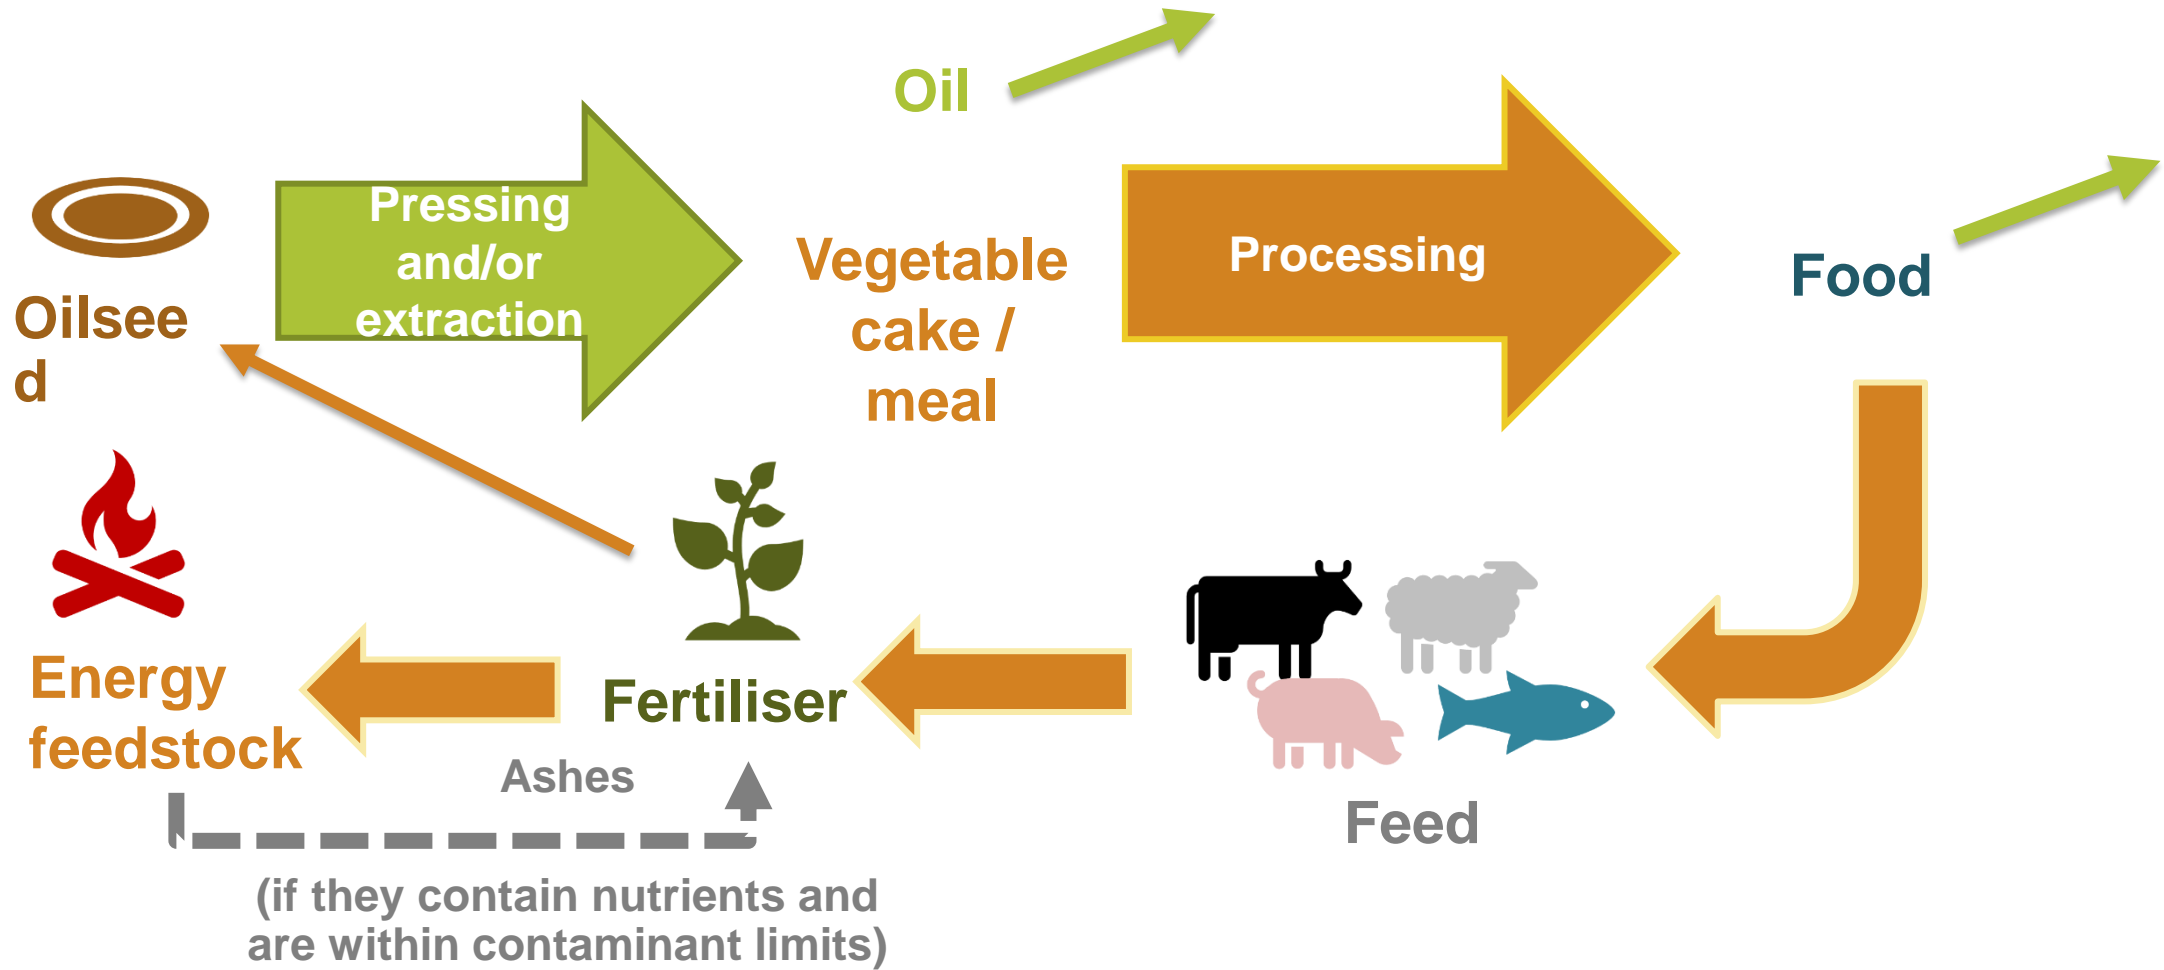 Oil
Pressing
and/or
extraction
Vegetable
cake /
meal
Processing
Food
Oilsee
d
Energy
feedstock
Fertiliser
Ashes
Feed
(if they contain nutrients and
are within contaminant limits)